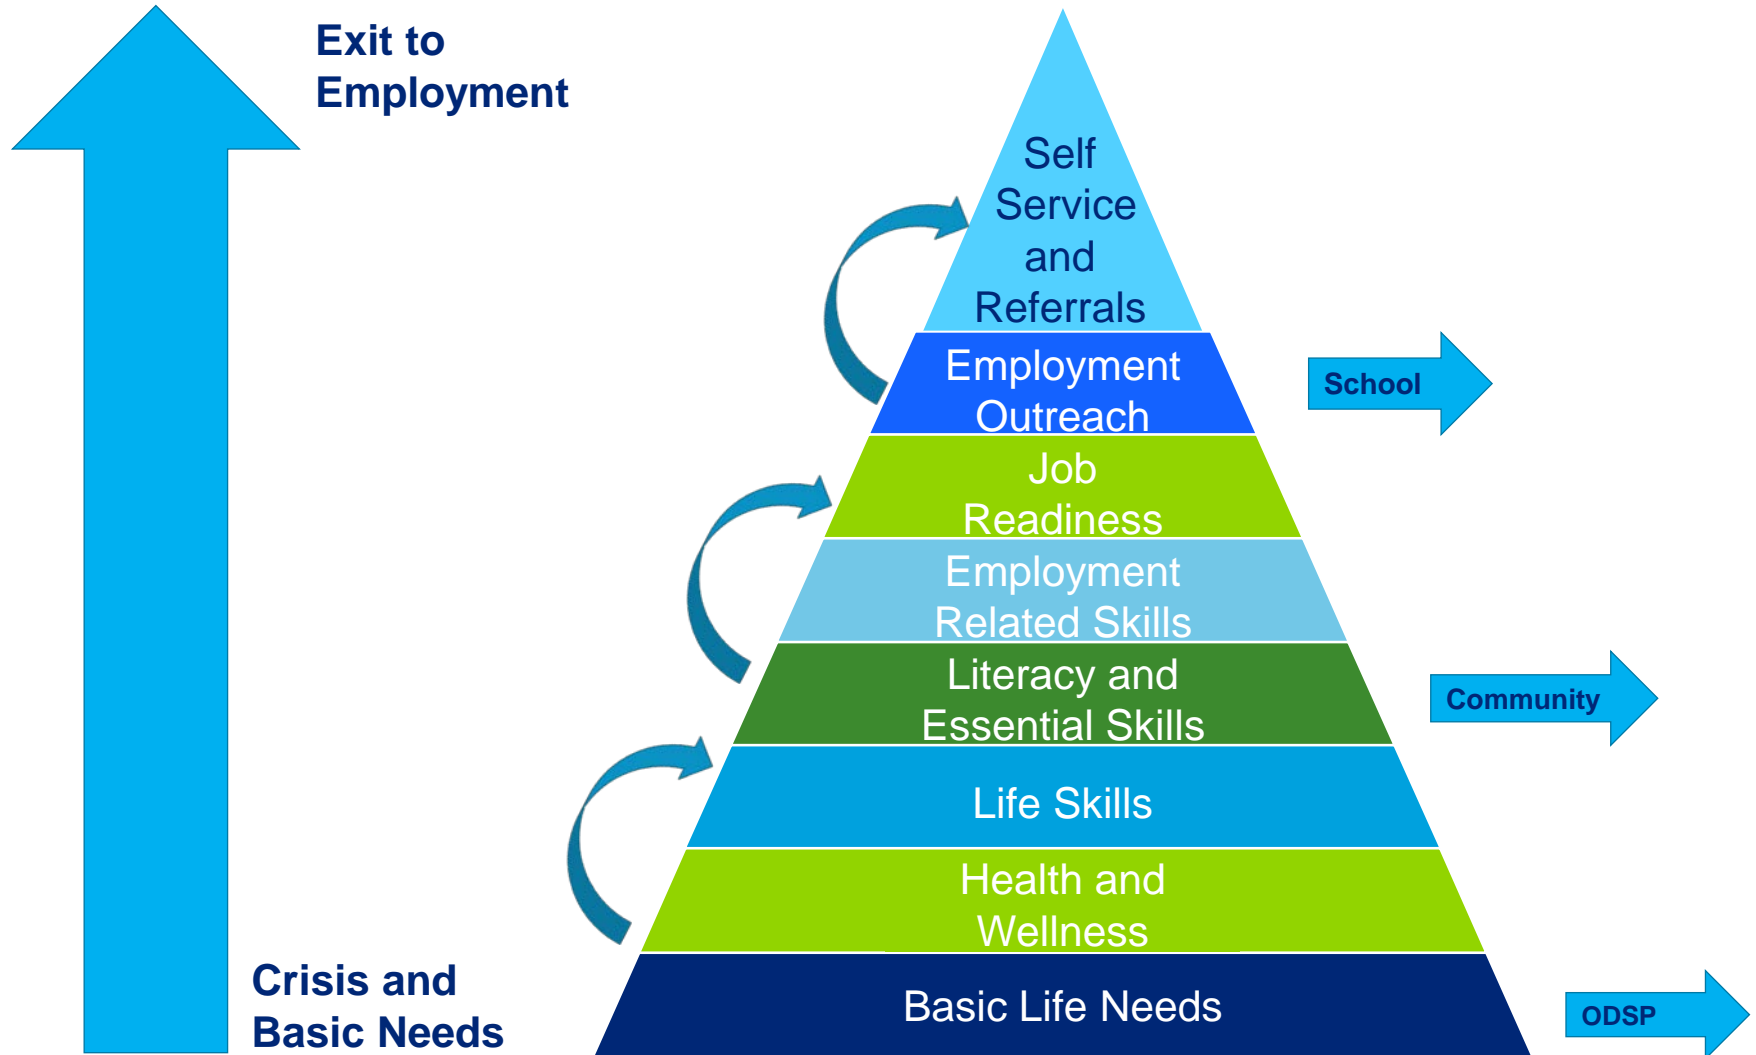 Exit to
Employment
Self
Service
and
Referrals
Employment
Outreach
School
Job
Readiness
Employment
Related Skills
Literacy and
Essential Skills
Community
Life Skills
Health and
Wellness
Crisis and
Basic Needs
Basic Life Needs
ODSP